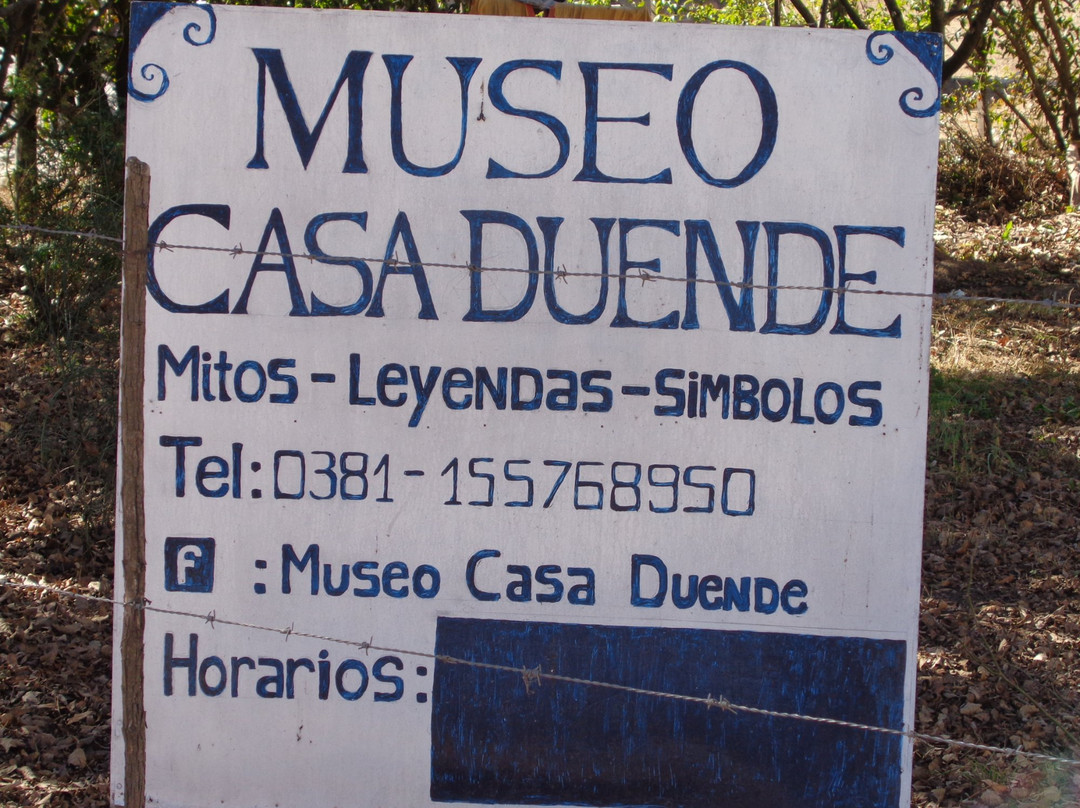 MUSEO
CASA DUENDE
Mitos - Leyendas - Simbolos
Tel: 0381 - 155768950
f : Museo Casa Duende
Horarios: